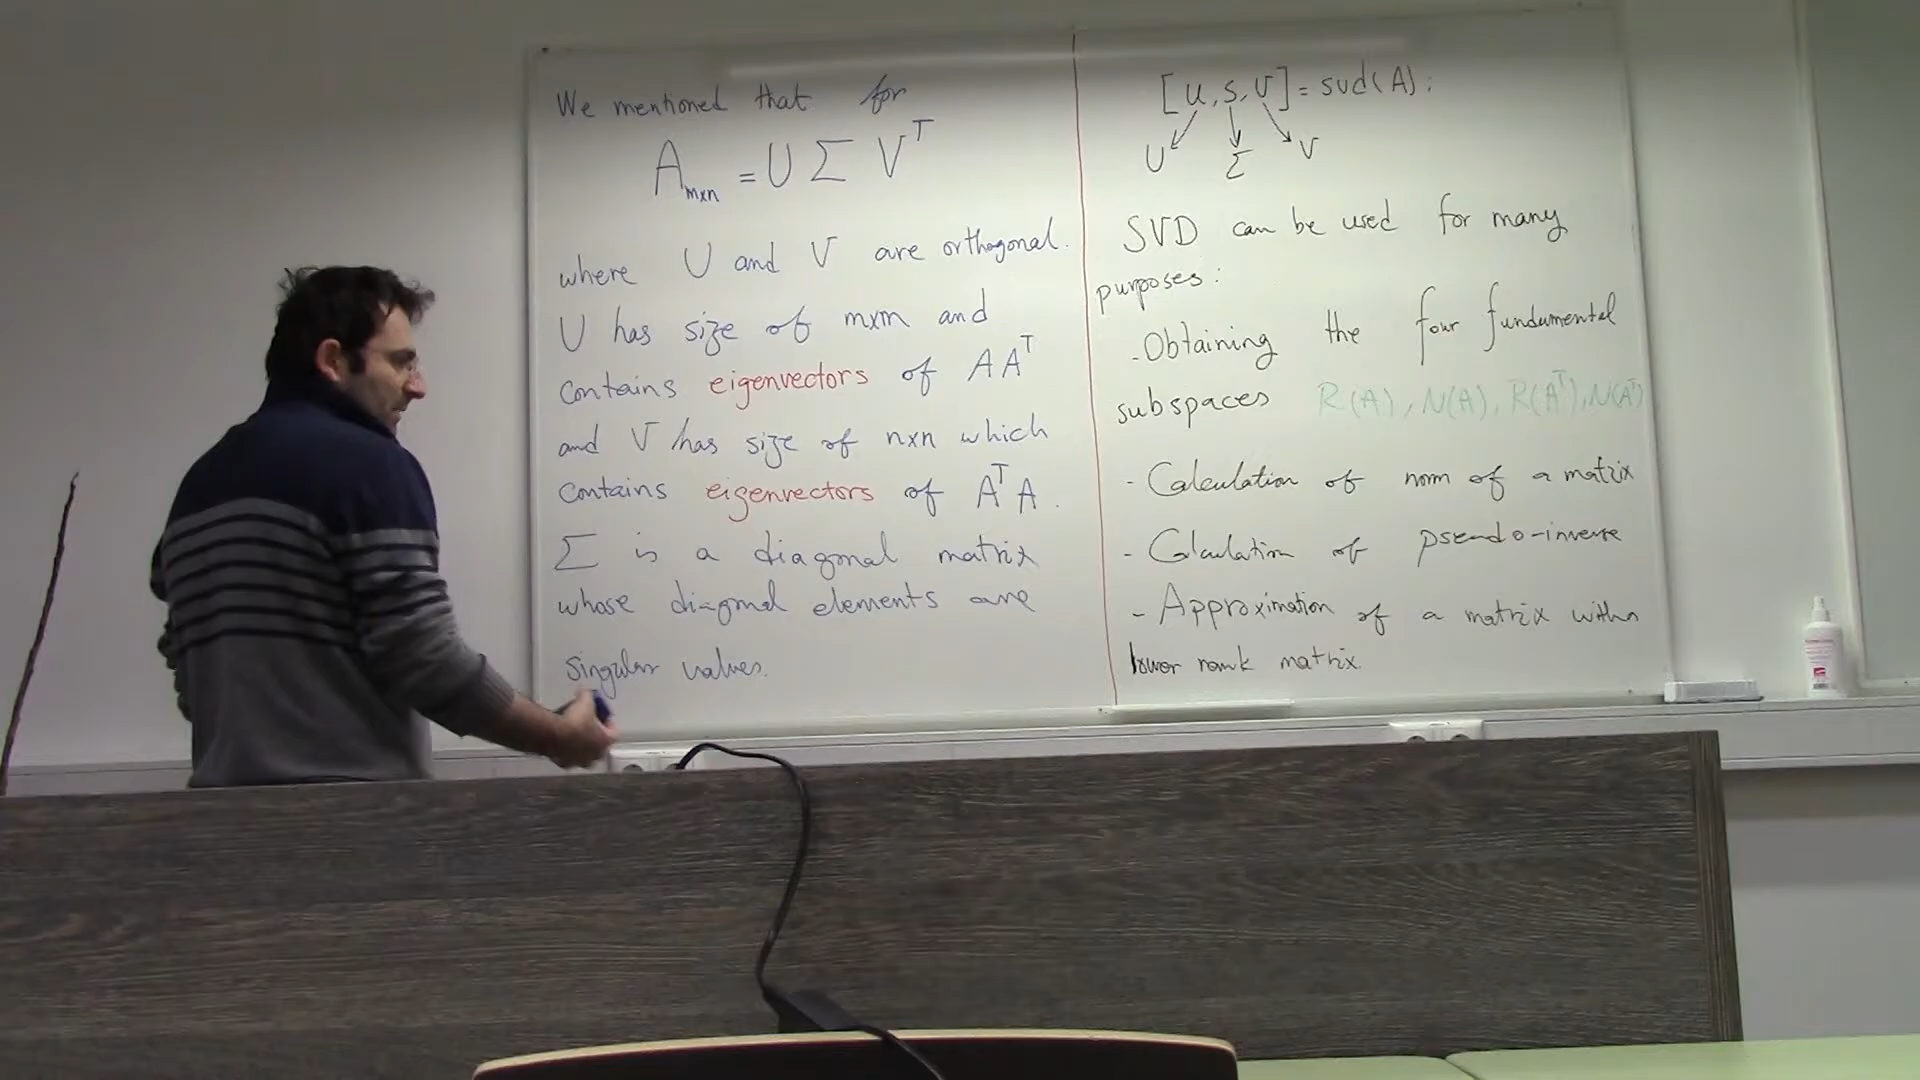 We mentioned that for
A_{mxn} = U Σ V^T
where U and V are orthogonal.
U has size of mxm and
contains eigenvectors of AA^T
and V has size of nxn which
contains eigenvectors of A^T A.
Σ is a diagonal matrix
whose diagonal elements are
singular values.
[U,S,V] = svd(A);
U Σ V
SVD can be used for many
purposes:
- Obtaining the four fundamental
subspaces R(A), N(A), R(A^T), N(A^T)
- Calculation of norm of a matrix
- Calculation of pseudo-inverse
- Approximation of a matrix with a
lower rank matrix.